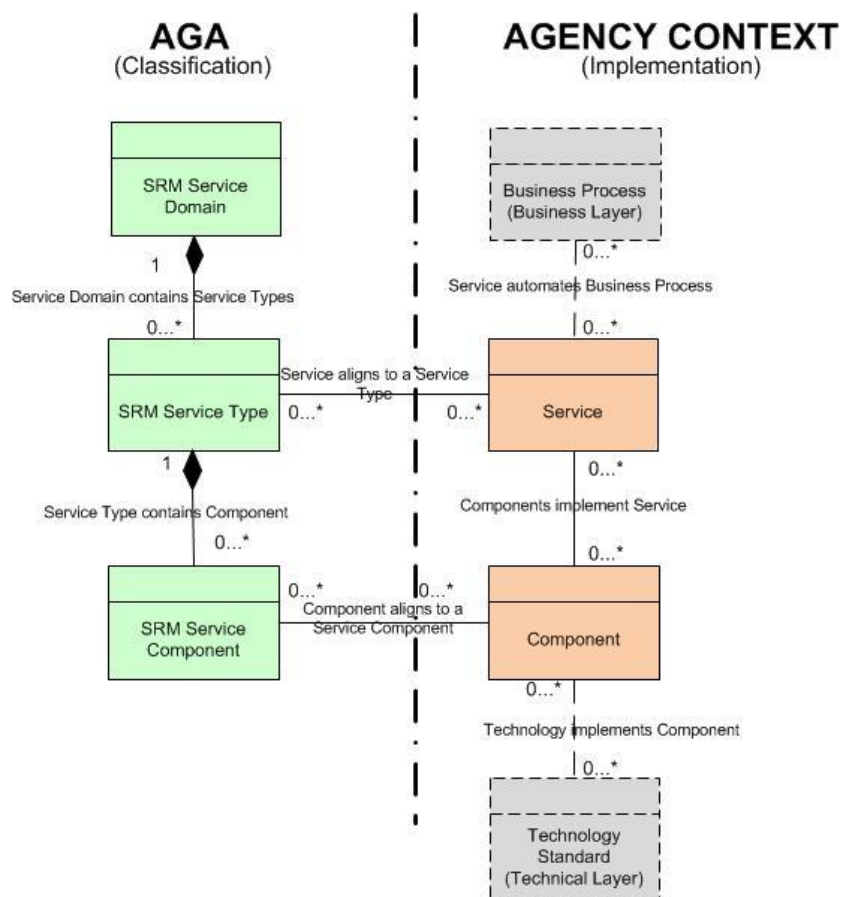 AGA
(Classification)
AGENCY CONTEXT
(Implementation)
SRM Service
Domain
Business Process
(Business Layer)
1
0...*
Service Domain contains Service Types
Service automates Business Process
0...*
0...*
SRM Service Type
Service aligns to a Service
Type
0...*
0...*
Service
1
0...*
Service Type contains Component
Components implement Service
0...*
0...*
SRM Service
Component
0...*
0...*
Component aligns to a
Service Component
Component
0...*
Technology implements Component
0...*
Technology
Standard
(Technical Layer)